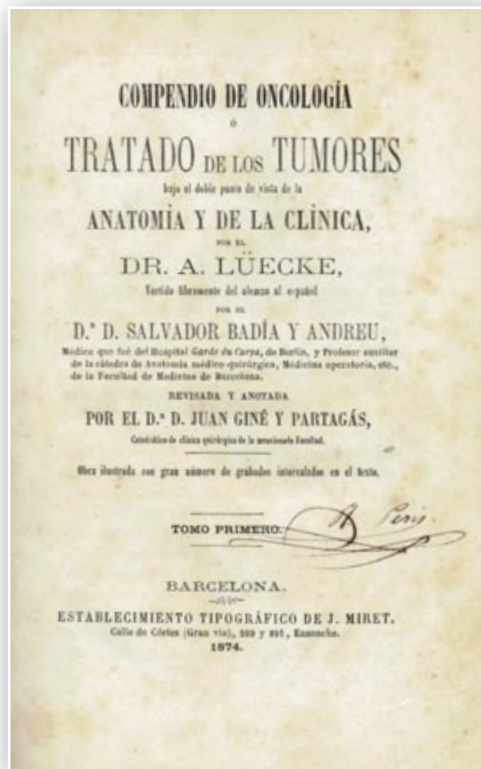 COMPENDIO DE ONCOLOGÍA
Ó
TRATADO DE LOS TUMORES
bajo el doble punto de vista de la
ANATOMÍA Y DE LA CLÍNICA,
POR EL
DR. A. LÜECKE,
Vertido libremente del aleman al español
POR EL
D.ʳ D. SALVADOR BADÍA Y ANDREU,
Médico que fué del Hospital Garde du Corps, de Berlin, y Profesor auxiliar
de la cátedra de Anatomía médico quirúrgica, Medicina operatoria, etc.,
de la Facultad de Medicina de Barcelona.
REVISADA Y ANOTADA
POR EL D.ʳ D. JUAN GINÉ Y PARTAGÁS,
Catedrático de clínica quirúrgica de la mencionada Facultad.
Obra ilustrada con gran número de grabados intercalados en el texto.
TOMO PRIMERO.
Peris.
BARCELONA.
ESTABLECIMIENTO TIPOGRÁFICO DE J. MIRET.
Calle de Córtes (Gran via), 289 y 291, Ensanche.
1874.